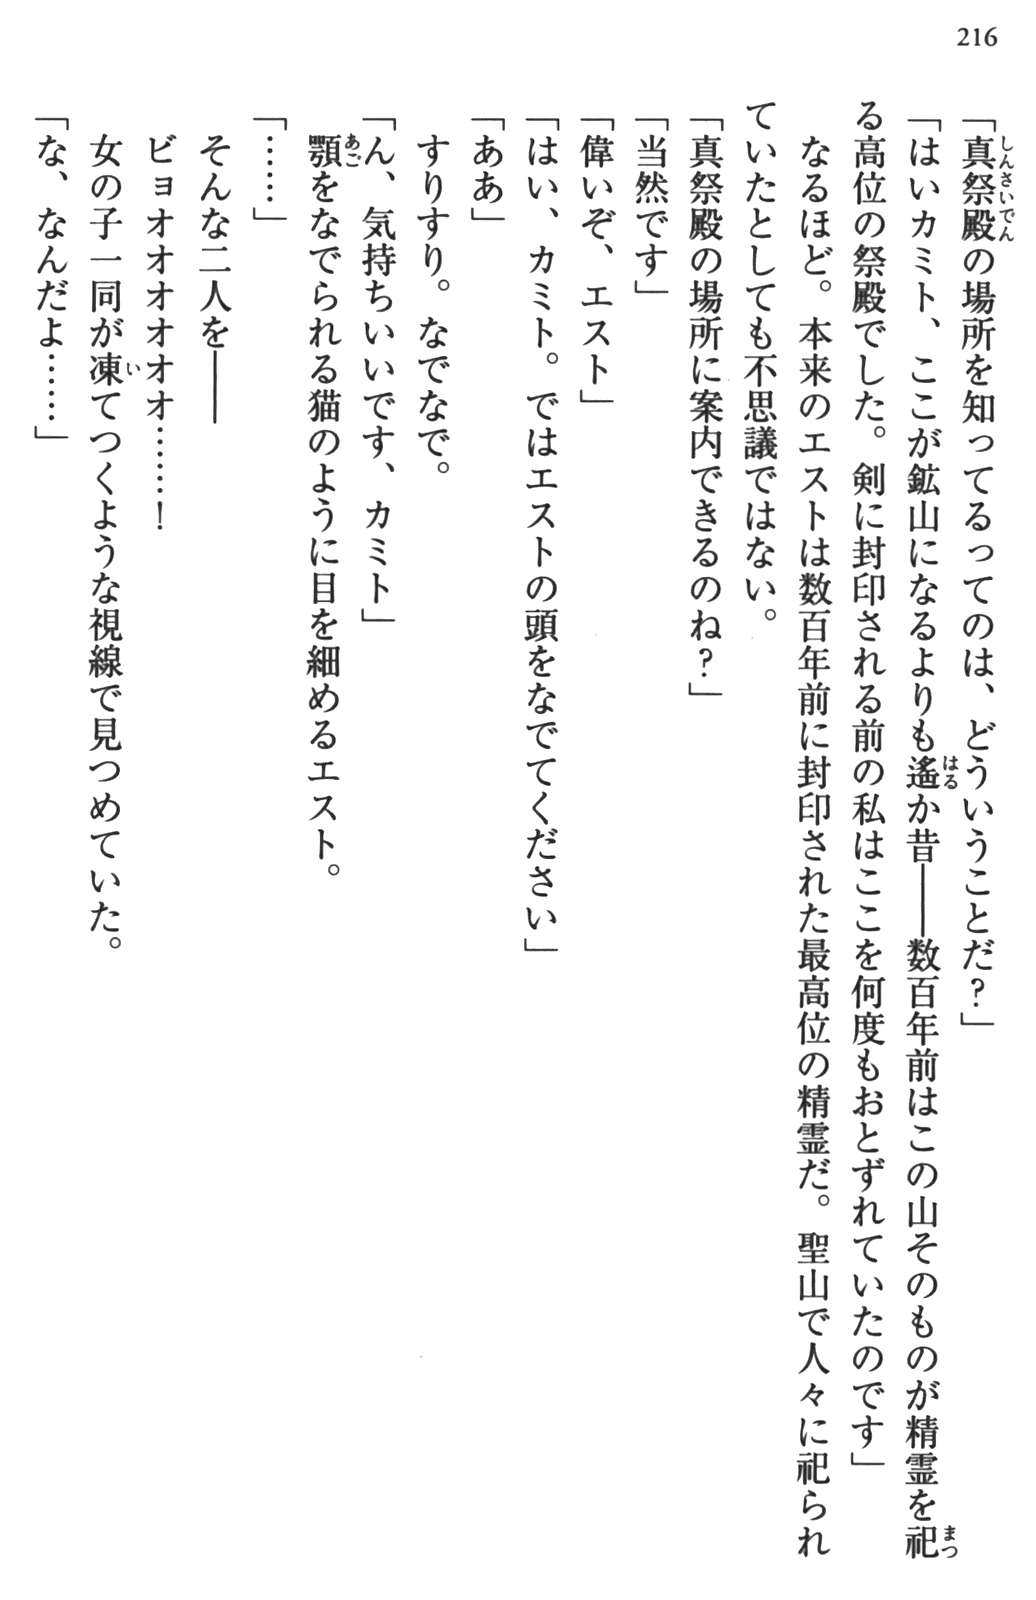 216
「真祭殿の場所を知ってるってのは、どういうことだ？」
「はいカミト、ここが鉱山になるよりも遙か昔――数百年前はこの山そのものが精霊を祀
る高位の祭殿でした。剣に封印される前の私はここを何度もおとずれていたのです」
なるほど。本来のエストは数百年前に封印された最高位の精霊だ。聖山で人々に祀られ
ていたとしても不思議ではない。
「真祭殿の場所に案内できるのね？」
「当然です」
「偉いぞ、エスト」
「はい、カミト。ではエストの頭をなでてください」
「ああ」
すりすり。なでなで。
「ん、気持ちいいです、カミト」
顎をなでられる猫のように目を細めるエスト。
「……」
そんな二人を――
ビョオオオオオオ……！
女の子一同が凍てつくような視線で見つめていた。
「な、なんだよ……」